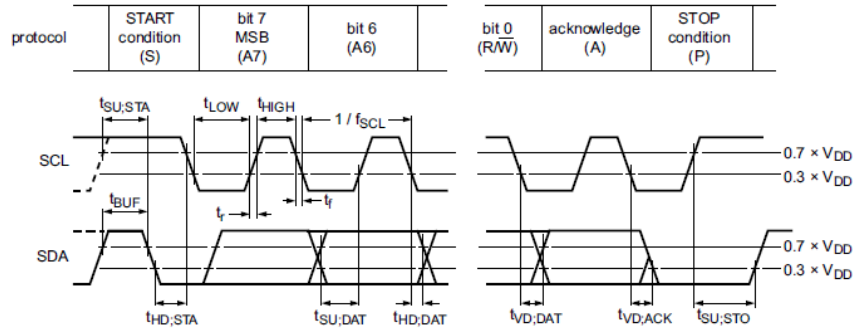 protocol
START
condition
(S)
bit 7
MSB
(A7)
bit 6
(A6)
bit 0
(R/W̅)
acknowledge
(A)
STOP
condition
(P)
tSU;STA
tLOW
tHIGH
1 / fSCL
SCL
0.7 × VDD
0.3 × VDD
tBUF
tr
tf
SDA
0.7 × VDD
0.3 × VDD
tHD;STA
tSU;DAT
tHD;DAT
tVD;DAT
tVD;ACK
tSU;STO